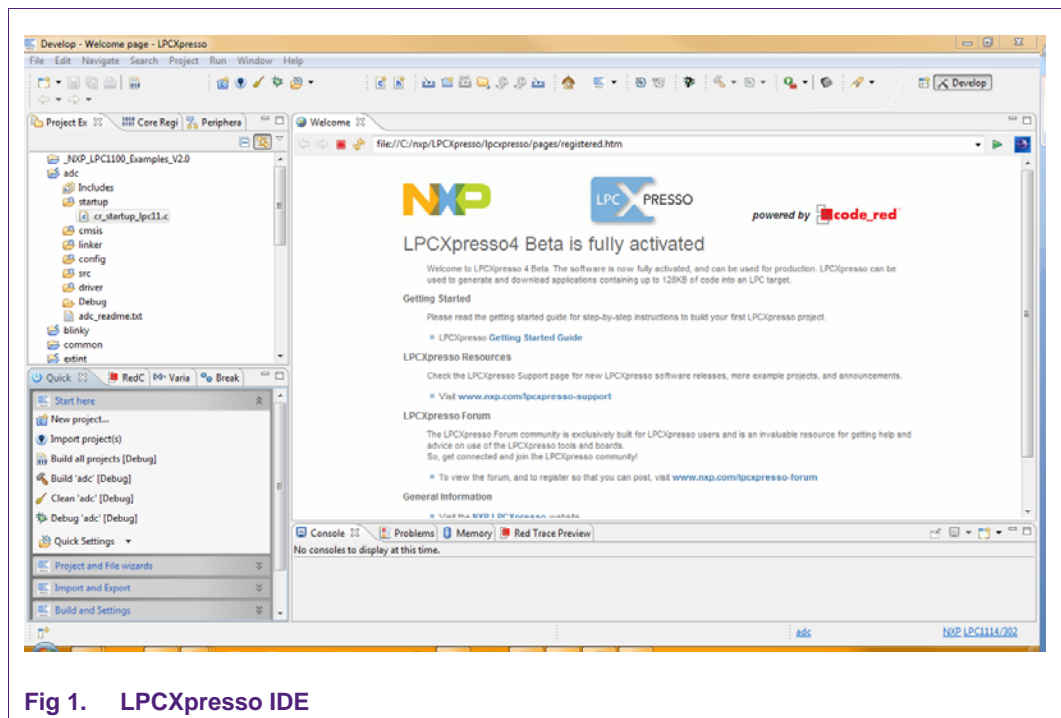 Develop - Welcome page - LPCXpresso
File Edit Navigate Search Project Run Window Help
Develop
Project Ex
Core Regi
Periphera
Welcome
file://C:/nxp/LPCXpresso/lpcxpresso/pages/registered.htm
_NXP_LPC1100_Examples_V2.0
adc
Includes
startup
cr_startup_lpc11.c
cmsis
linker
config
src
driver
Debug
adc_readme.txt
blinky
common
extint
NXP
LPC XPRESSO
powered by code_red
LPCXpresso4 Beta is fully activated
Welcome to LPCXpresso 4 Beta. The software is now fully activated, and can be used for production. LPCXpresso can be
used to generate and download applications containing up to 128KB of code into an LPC target.
Getting Started
Please read the getting started guide for step-by-step instructions to build your first LPCXpresso project.
LPCXpresso Getting Started Guide
LPCXpresso Resources
Check the LPCXpresso Support page for new LPCXpresso software releases, more example projects, and announcements.
Visit www.nxp.com/lpcxpresso-support
LPCXpresso Forum
The LPCXpresso Forum community is exclusively built for LPCXpresso users and is an invaluable resource for getting help and
advice on use of the LPCXpresso tools and boards.
So, get connected and join the LPCXpresso community!
To view the forum, and to register so that you can post, visit www.nxp.com/lpcxpresso-forum
General Information
Visit the NXP LPCXpresso website
Quick
RedC
Varia
Break
Start here
New project...
Import project(s)
Build all projects [Debug]
Build 'adc' [Debug]
Clean 'adc' [Debug]
Debug 'adc' [Debug]
Quick Settings
Project and File wizards
Import and Export
Build and Settings
Console
Problems
Memory
Red Trace Preview
No consoles to display at this time.
adc
NXP LPC1114/302
Fig 1. LPCXpresso IDE